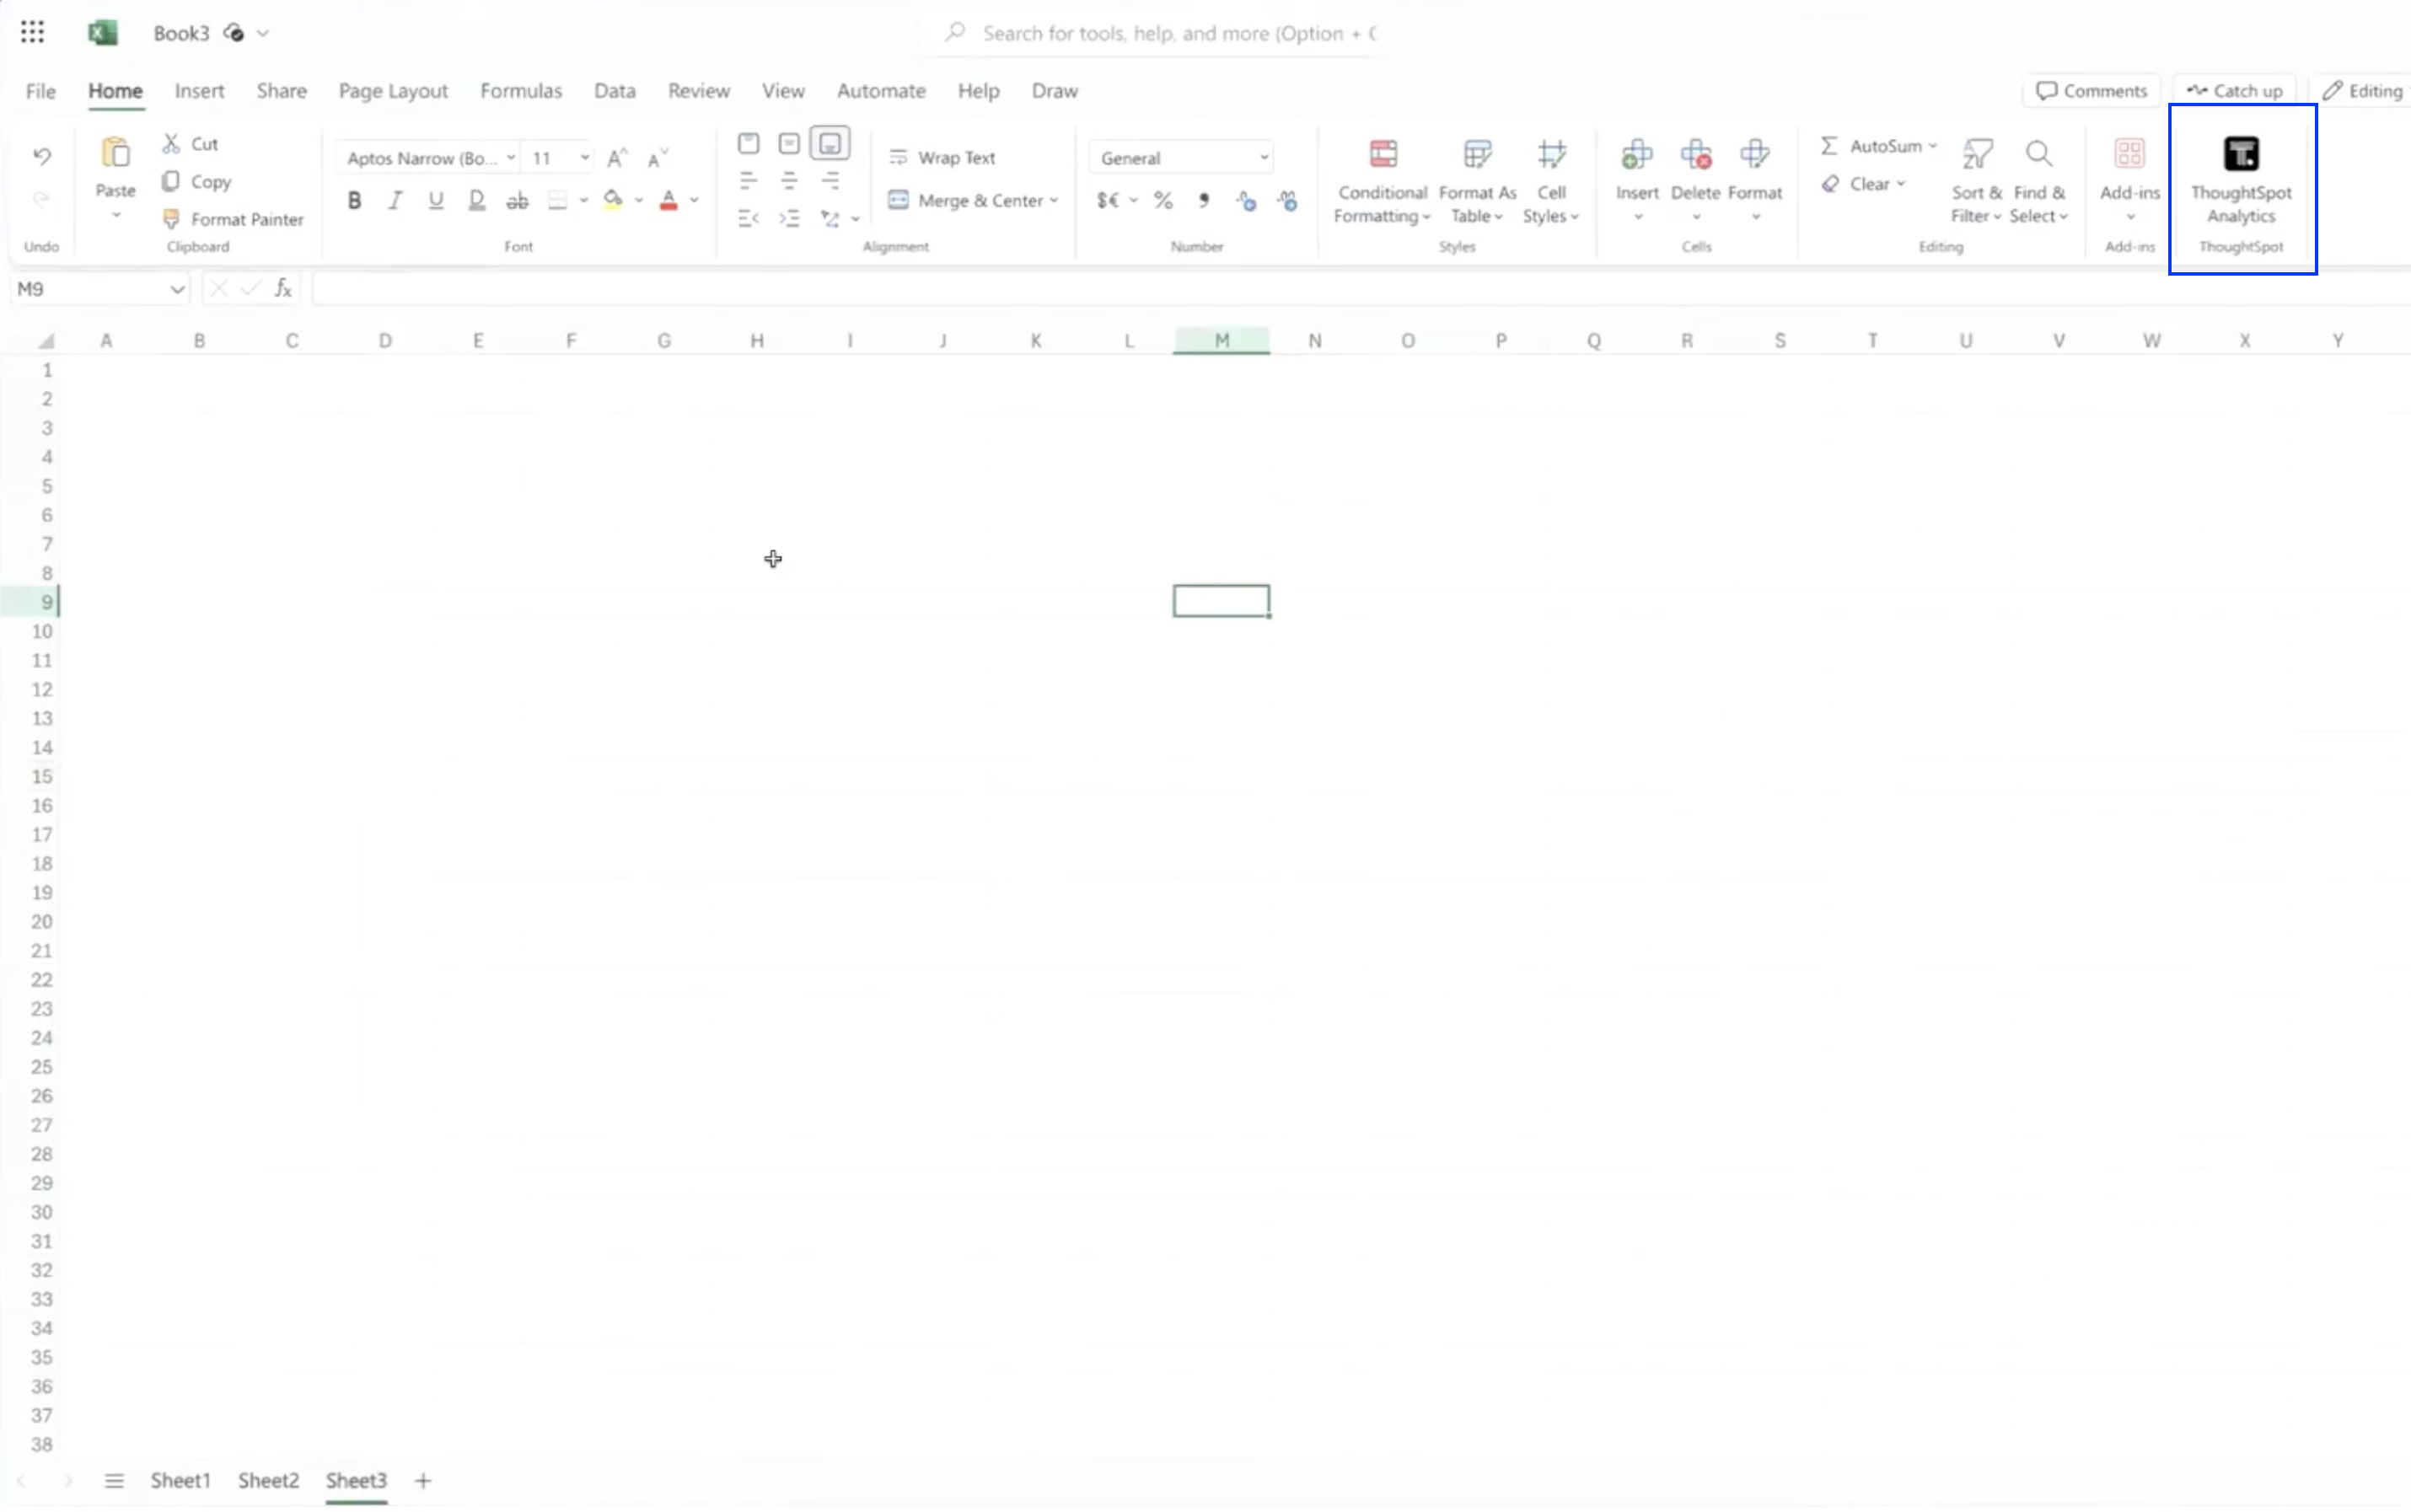 Book3
Search for tools, help, and more (Option +
File Home Insert Share Page Layout Formulas Data Review View Automate Help Draw
Comments Catch up Editing
Cut
Copy
Format Painter
Paste
Undo
Clipboard
Aptos Narrow (Bo... 11 A A
B I U D ab A
Font
Wrap Text
Merge & Center
Alignment
General
$€ % 9
Number
Conditional Formatting
Format As Table
Cell Styles
Styles
Insert Delete Format
Cells
Σ AutoSum
Clear
Sort & Filter
Find & Select
Editing
Add-ins
Add-ins
T.
ThoughtSpot
Analytics
ThoughtSpot
M9 fx
A B C D E F G H I J K L M N O P Q R S T U V W X Y
1
2
3
4
5
6
7
8
9
10
11
12
13
14
15
16
17
18
19
20
21
22
23
24
25
26
27
28
29
30
31
32
33
34
35
36
37
38
Sheet1 Sheet2 Sheet3 +